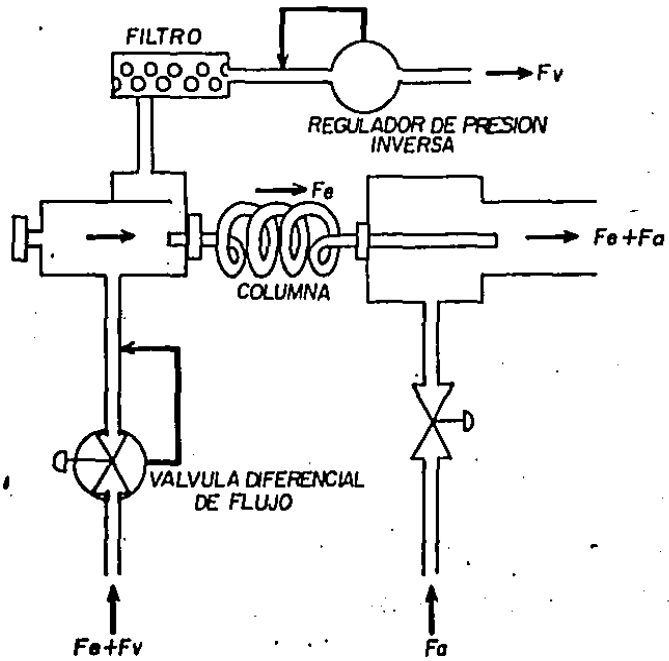 FILTRO
Fv
REGULADOR DE PRESION
INVERSA
Fe
Fe+Fa
COLUMNA
VALVULA DIFERENCIAL
DE FLUJO
Fe+Fv
Fa